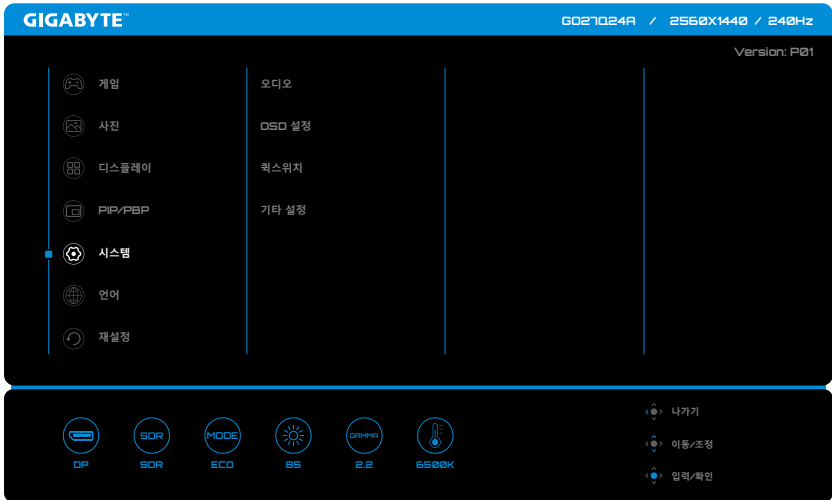 GIGABYTE™
GO27Q24A / 2560X1440 / 240Hz
Version: P01
게임 오디오
사진 OSD 설정
디스플레이 퀵스위치
PIP/PBP 기타 설정
시스템
언어
재설정
나가기
SDR MODE GAMMA
이동/조정
DP SDR ECO 85 2.2 6500K
입력/확인